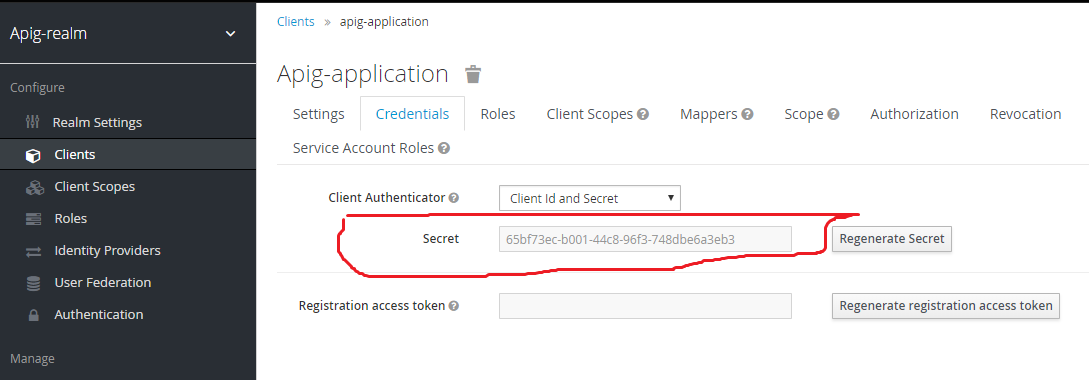 Apig-realm
Configure
Realm Settings
Clients
Client Scopes
Roles
Identity Providers
User Federation
Authentication
Manage
Clients » apig-application
Apig-application
Settings Credentials Roles Client Scopes Mappers Scope Authorization Revocation
Service Account Roles
Client Authenticator Client Id and Secret
Secret 65bf73ec-b001-44c8-96f3-748dbe6a3eb3 Regenerate Secret
Registration access token Regenerate registration access token